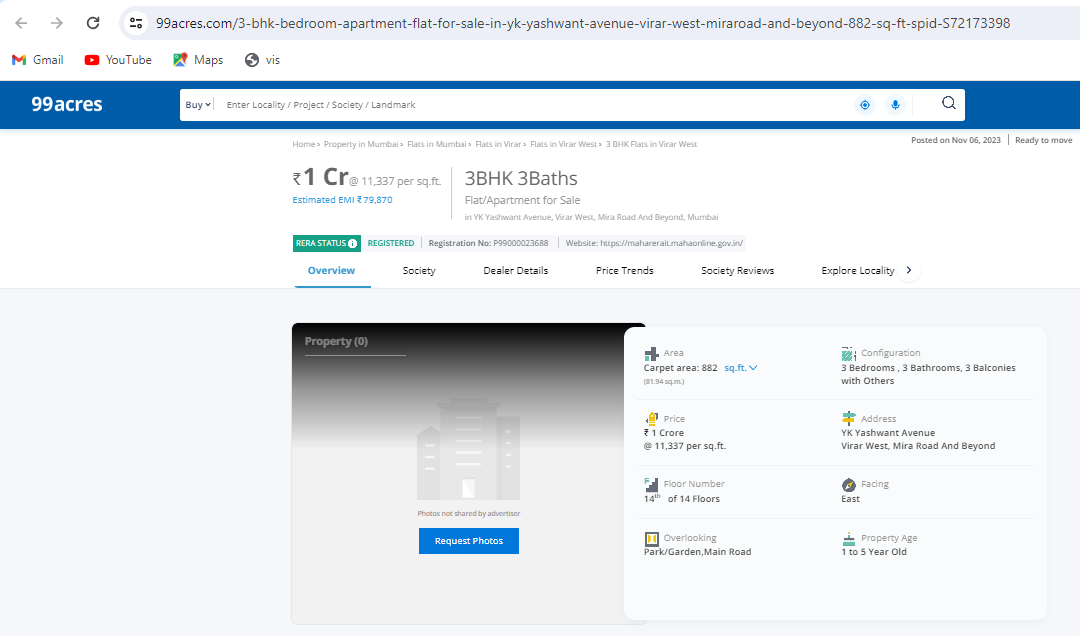 99acres.com/3-bhk-bedroom-apartment-flat-for-sale-in-yk-yashwant-avenue-virar-west-miraroad-and-beyond-882-sq-ft-spid-S72173398
Gmail YouTube Maps vis
99acres Buy Enter Locality / Project / Society / Landmark
Home › Property in Mumbai › Flats in Mumbai › Flats in Virar › Flats in Virar West › 3 BHK Flats in Virar West
Posted on Nov 06, 2023 Ready to move
₹ 1 Cr @ 11,337 per sq.ft.
Estimated EMI ₹ 79,870
3BHK 3Baths
Flat/Apartment for Sale
in YK Yashwant Avenue, Virar West, Mira Road And Beyond, Mumbai
RERA STATUS REGISTERED Registration No: P99000023688 Website: https://maharerait.mahaonline.gov.in/
Overview Society Dealer Details Price Trends Society Reviews Explore Locality
Property (0)
Photos not shared by advertiser
Request Photos
Area
Carpet area: 882 sq.ft.
(81.94 sq.m.)
Configuration
3 Bedrooms , 3 Bathrooms, 3 Balconies
with Others
Price
₹ 1 Crore
@ 11,337 per sq.ft.
Address
YK Yashwant Avenue
Virar West, Mira Road And Beyond
Floor Number
14th of 14 Floors
Facing
East
Overlooking
Park/Garden,Main Road
Property Age
1 to 5 Year Old